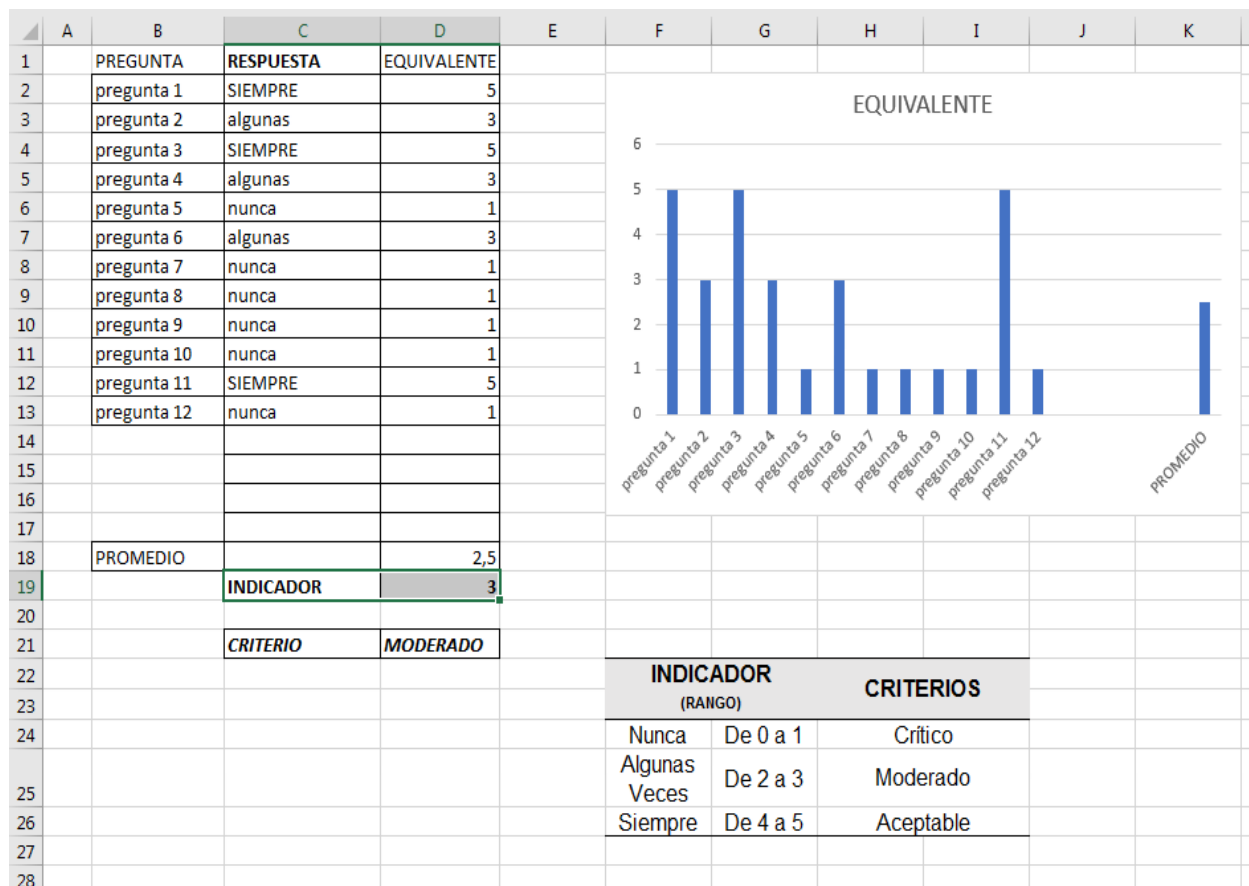 A B C D E F G H I J K
1 PREGUNTA RESPUESTA EQUIVALENTE
2 pregunta 1 SIEMPRE 5
3 pregunta 2 algunas 3
4 pregunta 3 SIEMPRE 5
5 pregunta 4 algunas 3
6 pregunta 5 nunca 1
7 pregunta 6 algunas 3
8 pregunta 7 nunca 1
9 pregunta 8 nunca 1
10 pregunta 9 nunca 1
11 pregunta 10 nunca 1
12 pregunta 11 SIEMPRE 5
13 pregunta 12 nunca 1
14
15
16
17
18 PROMEDIO 2,5
19 INDICADOR 3
20
21 CRITERIO MODERADO
22
23
24
25
26
27
28
EQUIVALENTE
6
5
4
3
2
1
0
pregunta 1 pregunta 2 pregunta 3 pregunta 4 pregunta 5 pregunta 6 pregunta 7 pregunta 8 pregunta 9 pregunta 10 pregunta 11 pregunta 12 PROMEDIO
INDICADOR CRITERIOS
(RANGO)
Nunca De 0 a 1 Crítico
Algunas
Veces De 2 a 3 Moderado
Siempre De 4 a 5 Aceptable